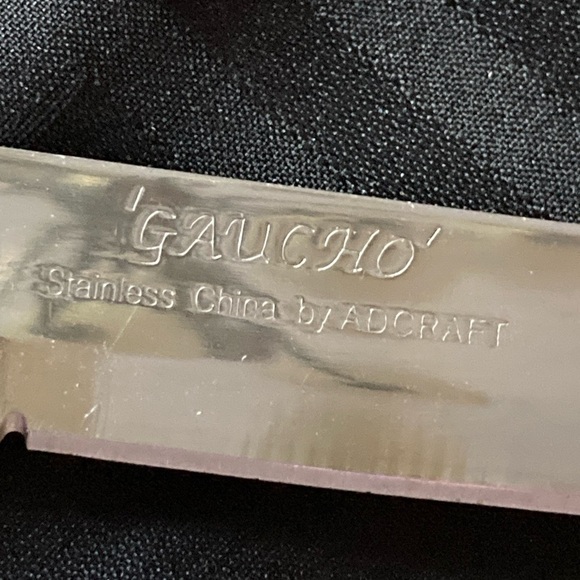 'GAUCHO'
Stainless China by ADCRAFT